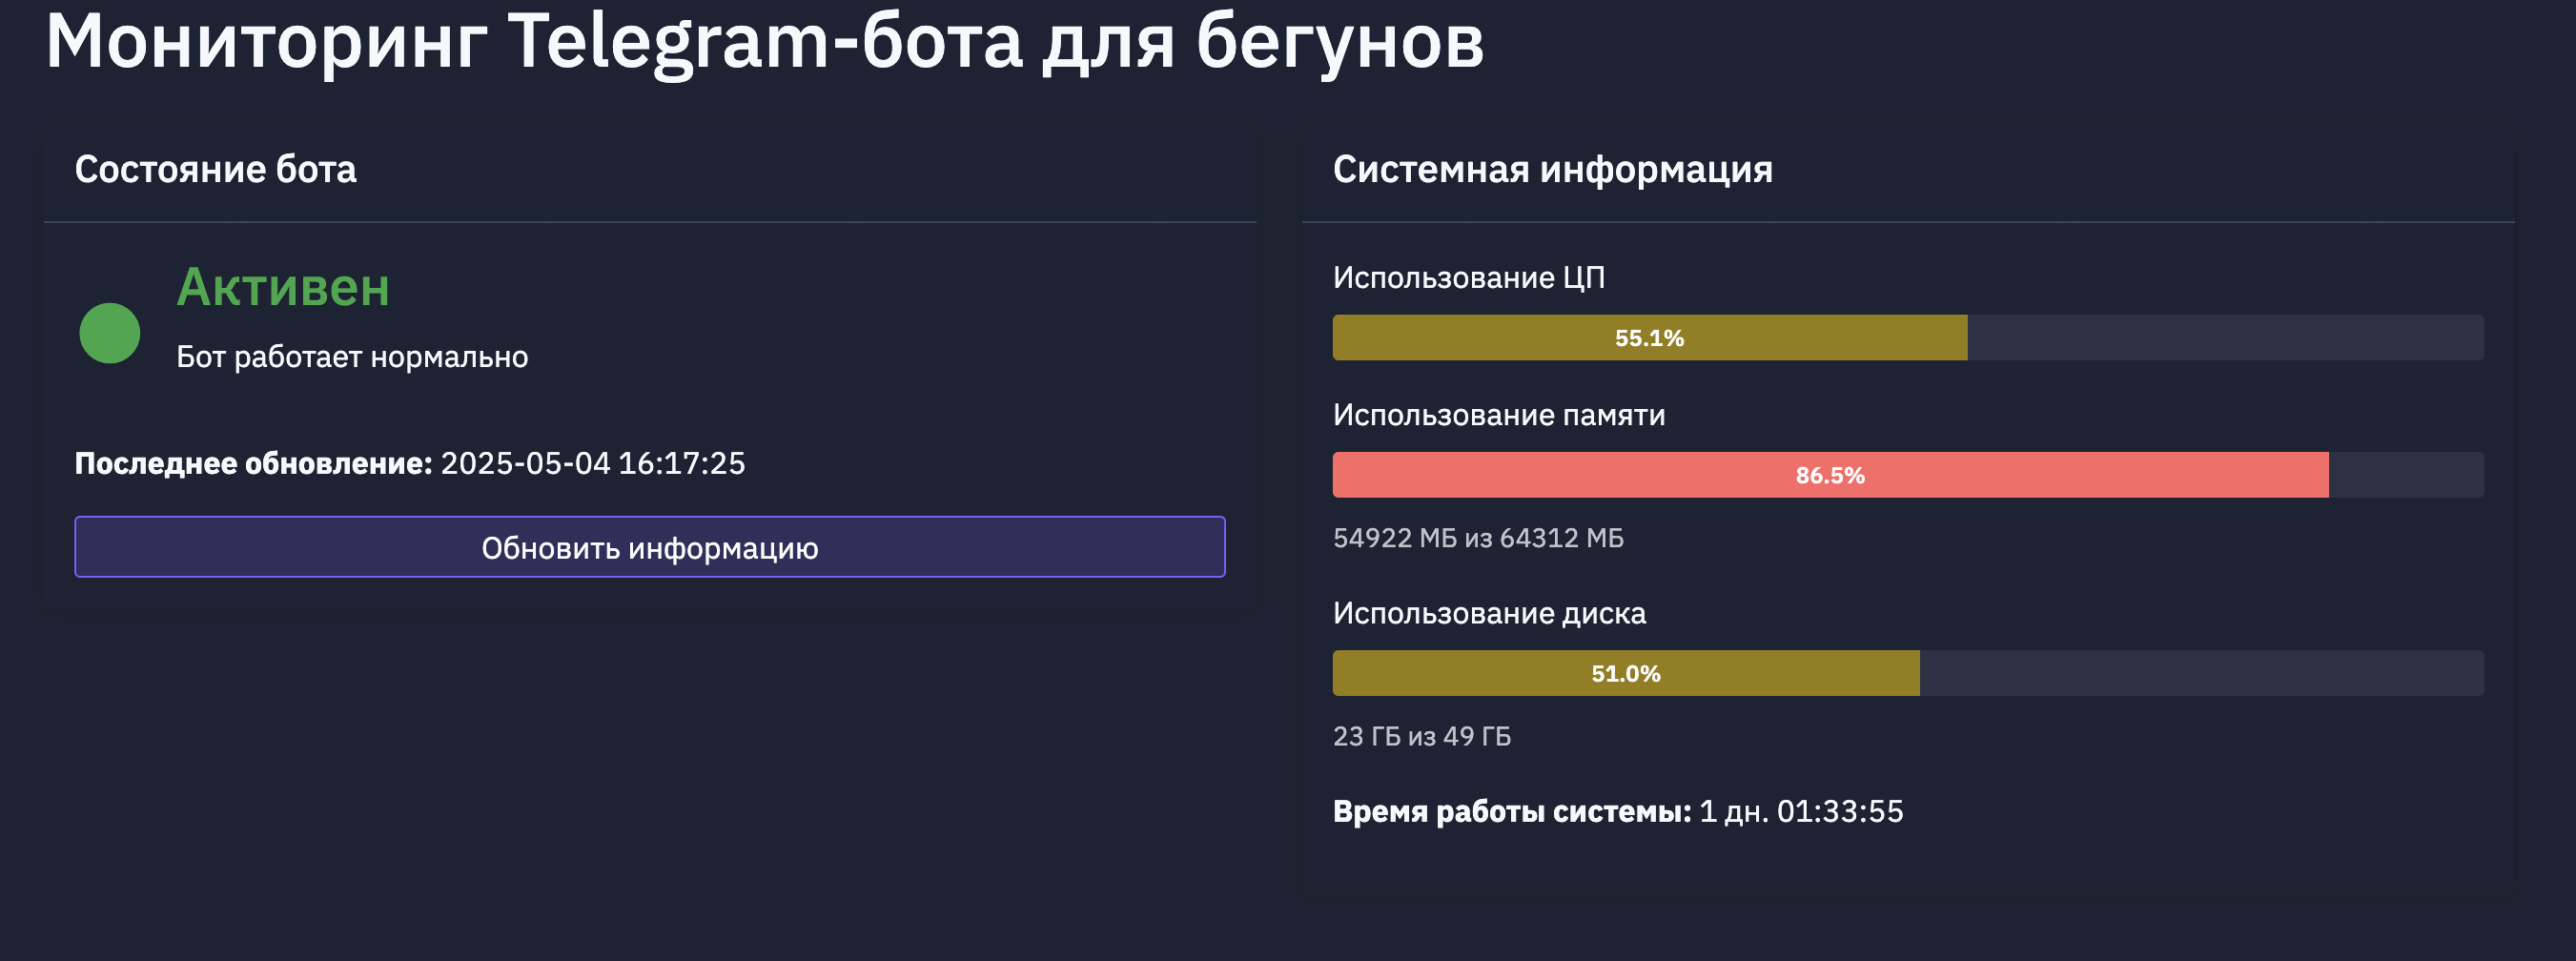 Мониторинг Telegram-бота для бегунов
Состояние бота
Активен
Бот работает нормально
Последнее обновление: 2025-05-04 16:17:25
Обновить информацию
Системная информация
Использование ЦП
55.1%
Использование памяти
86.5%
54922 МБ из 64312 МБ
Использование диска
51.0%
23 ГБ из 49 ГБ
Время работы системы: 1 дн. 01:33:55